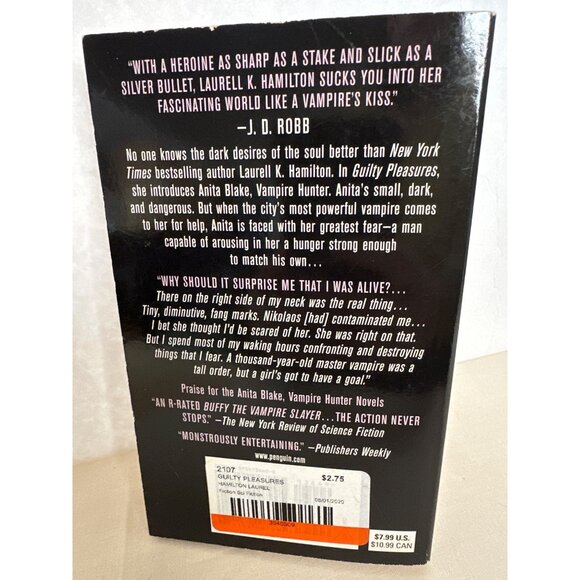 "WITH A HEROINE AS SHARP AS A STAKE AND SLICK AS A
SILVER BULLET, LAURELL K. HAMILTON SUCKS YOU INTO HER
FASCINATING WORLD LIKE A VAMPIRE'S KISS."
—J. D. ROBB
No one knows the dark desires of the soul better than New York
Times bestselling author Laurell K. Hamilton. In Guilty Pleasures,
she introduces Anita Blake, Vampire Hunter. Anita's small, dark,
and dangerous. But when the city's most powerful vampire comes
to her for help, Anita is faced with her greatest fear—a man
capable of arousing in her a hunger strong enough
to match his own...
"WHY SHOULD IT SURPRISE ME THAT I WAS ALIVE?...
There on the right side of my neck was the real thing...
Tiny, diminutive, fang marks. Nikolaos [had] contaminated me...
I bet she thought I'd be scared of her. She was right on that.
But I spend most of my waking hours confronting and destroying
things that I fear. A thousand-year-old master vampire was a
tall order, but a girl's got to have a goal."
Praise for the Anita Blake, Vampire Hunter Novels
"AN R-RATED BUFFY THE VAMPIRE SLAYER...THE ACTION NEVER
STOPS."—The New York Review of Science Fiction
"MONSTROUSLY ENTERTAINING." —Publishers Weekly
www.penguin.com
2107
$2.75
GUILTY PLEASURES
HAMILTON LAUREL
Fiction Sci Fiction
$7.99 U.S.
$10.99 CAN